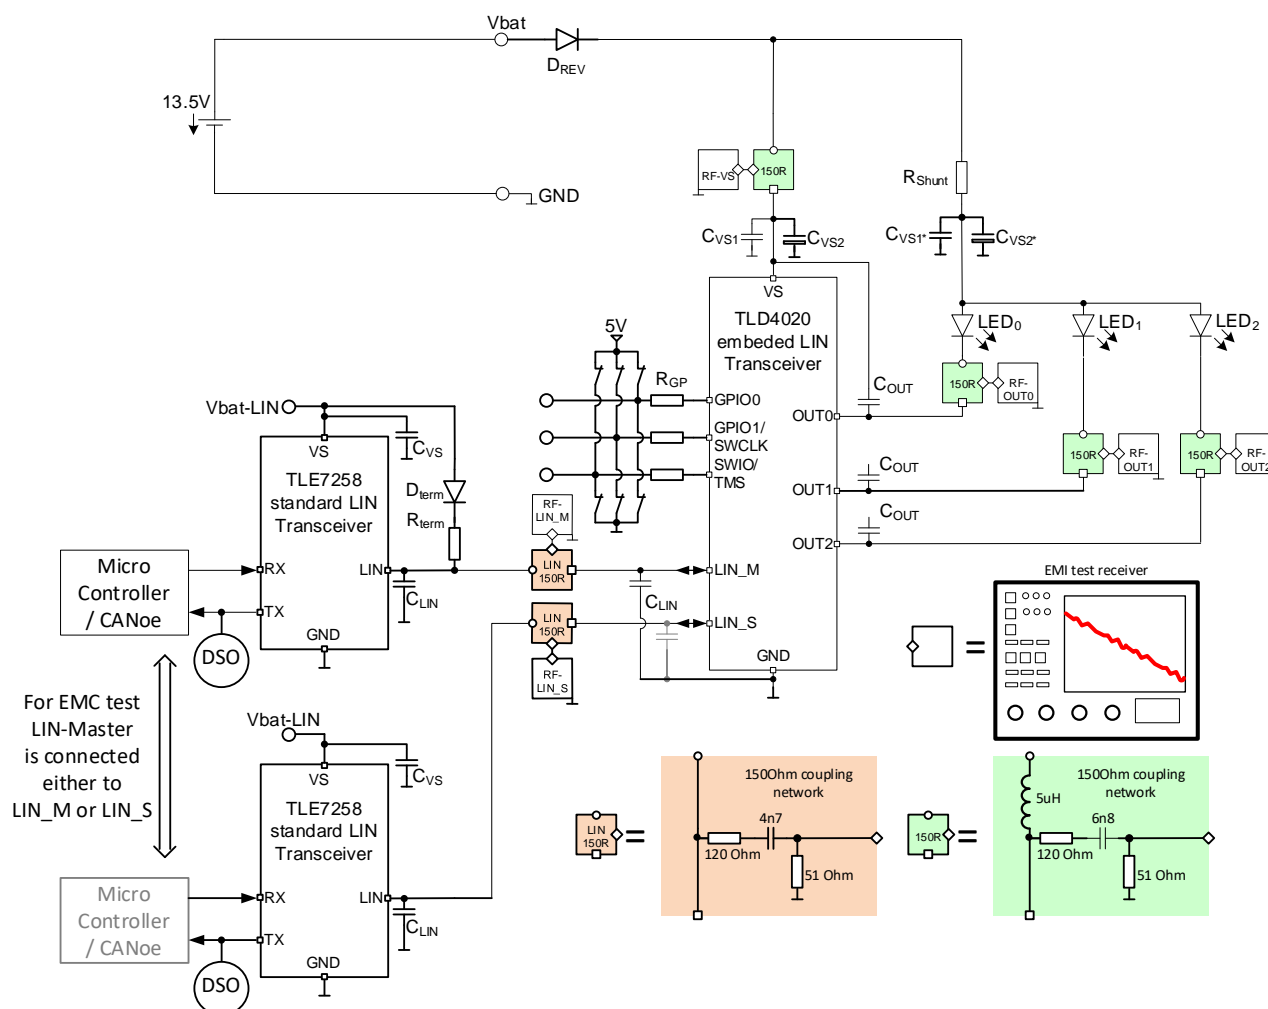 Vbat
DREV
13.5V
GND
RF-VS
150R
RShunt
CVS1
CVS2
CVS1*
CVS2*
VS
TLD4020
embeded LIN
Transceiver
LED0
LED1
LED2
5V
RGP
COUT
150R
RF-
OUT0
GPIO0
OUT0
Vbat-LIN
GPIO1/
SWCLK
CVS
VS
150R
RF-
OUT1
150R
RF-
OUT2
SWIO/
TMS
COUT
TLE7258
standard LIN
Transceiver
Dterm
OUT1
Rterm
RF-
LIN_M
COUT
OUT2
Micro
Controller
/ CANoe
RX
LIN
LIN
150R
LIN_M
EMI test receiver
CLIN
CLIN
TX
LIN
150R
LIN_S
GND
DSO
RF-
LIN_S
GND
For EMC test
LIN-Master
is connected
either to
LIN_M or LIN_S
Vbat-LIN
CVS
VS
TLE7258
standard LIN
Transceiver
150Ohm coupling
network
4n7
LIN
150R
=
120 Ohm
51 Ohm
150Ohm coupling
network
5uH
6n8
150R
=
120 Ohm
51 Ohm
Micro
Controller
/ CANoe
RX
LIN
CLIN
TX
GND
DSO